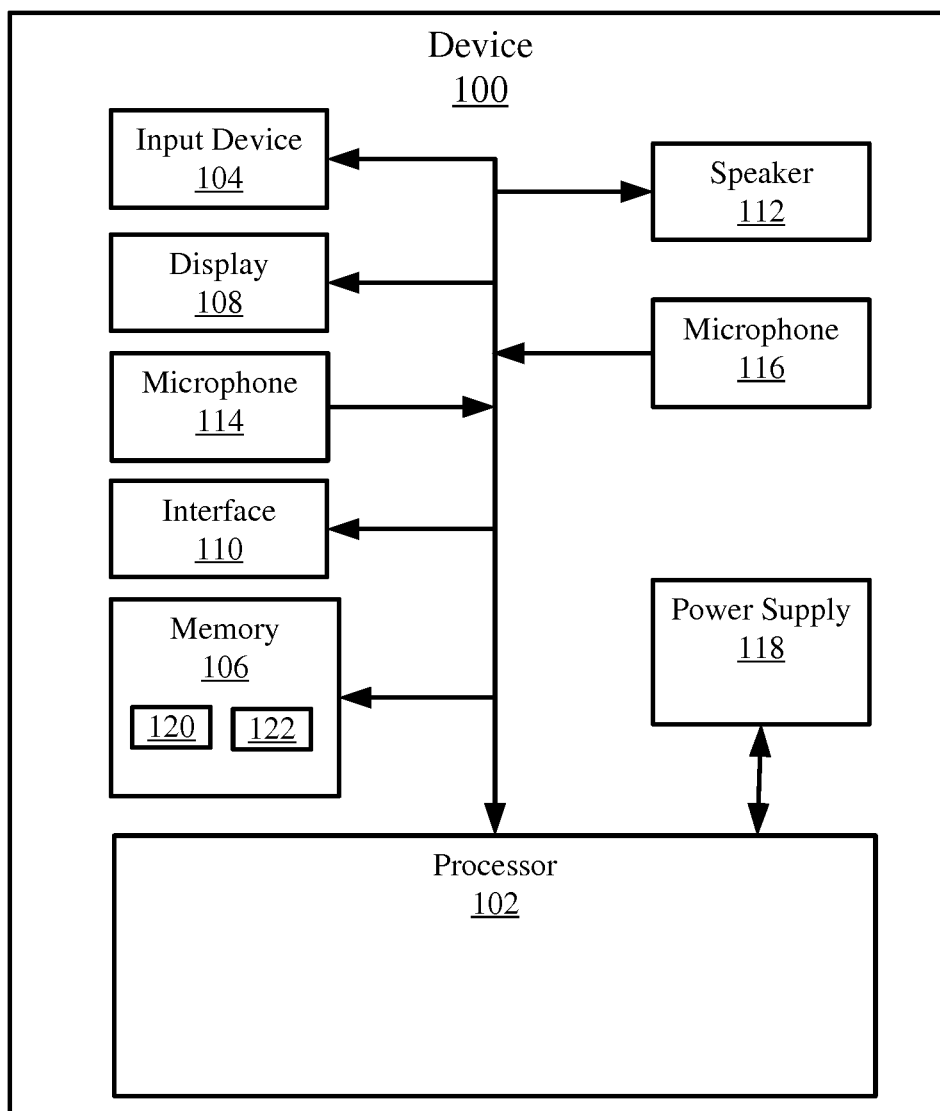 Device
100
Input Device
104
Speaker
112
Display
108
Microphone
116
Microphone
114
Interface
110
Memory
106
120 122
Power Supply
118
Processor
102